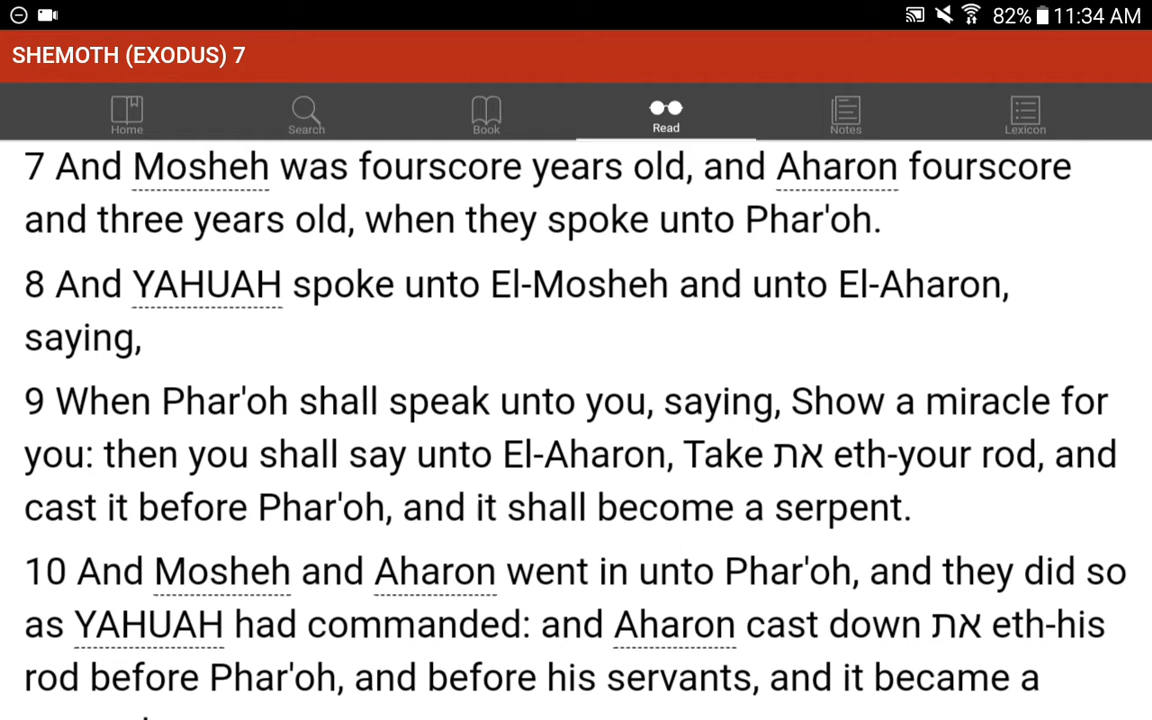 82% 11:34 AM
SHEMOTH (EXODUS) 7
Home Search Book Read Notes Lexicon
7 And Mosheh was fourscore years old, and Aharon fourscore
and three years old, when they spoke unto Phar'oh.
8 And YAHUAH spoke unto El-Mosheh and unto El-Aharon,
saying,
9 When Phar'oh shall speak unto you, saying, Show a miracle for
you: then you shall say unto El-Aharon, Take את eth-your rod, and
cast it before Phar'oh, and it shall become a serpent.
10 And Mosheh and Aharon went in unto Phar'oh, and they did so
as YAHUAH had commanded: and Aharon cast down את eth-his
rod before Phar'oh, and before his servants, and it became a